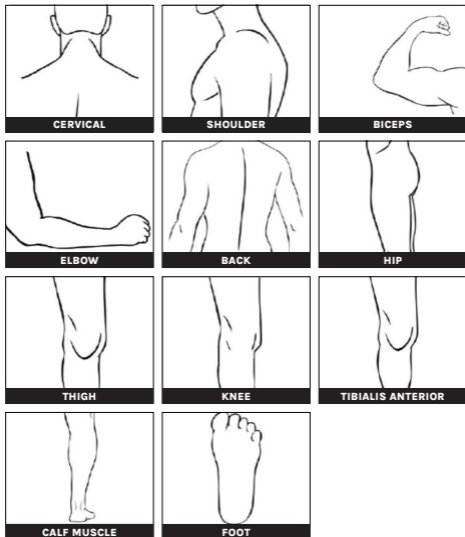 CERVICAL
SHOULDER
BICEPS
ELBOW
BACK
HIP
THIGH
KNEE
TIBIALIS ANTERIOR
CALF MUSCLE
FOOT